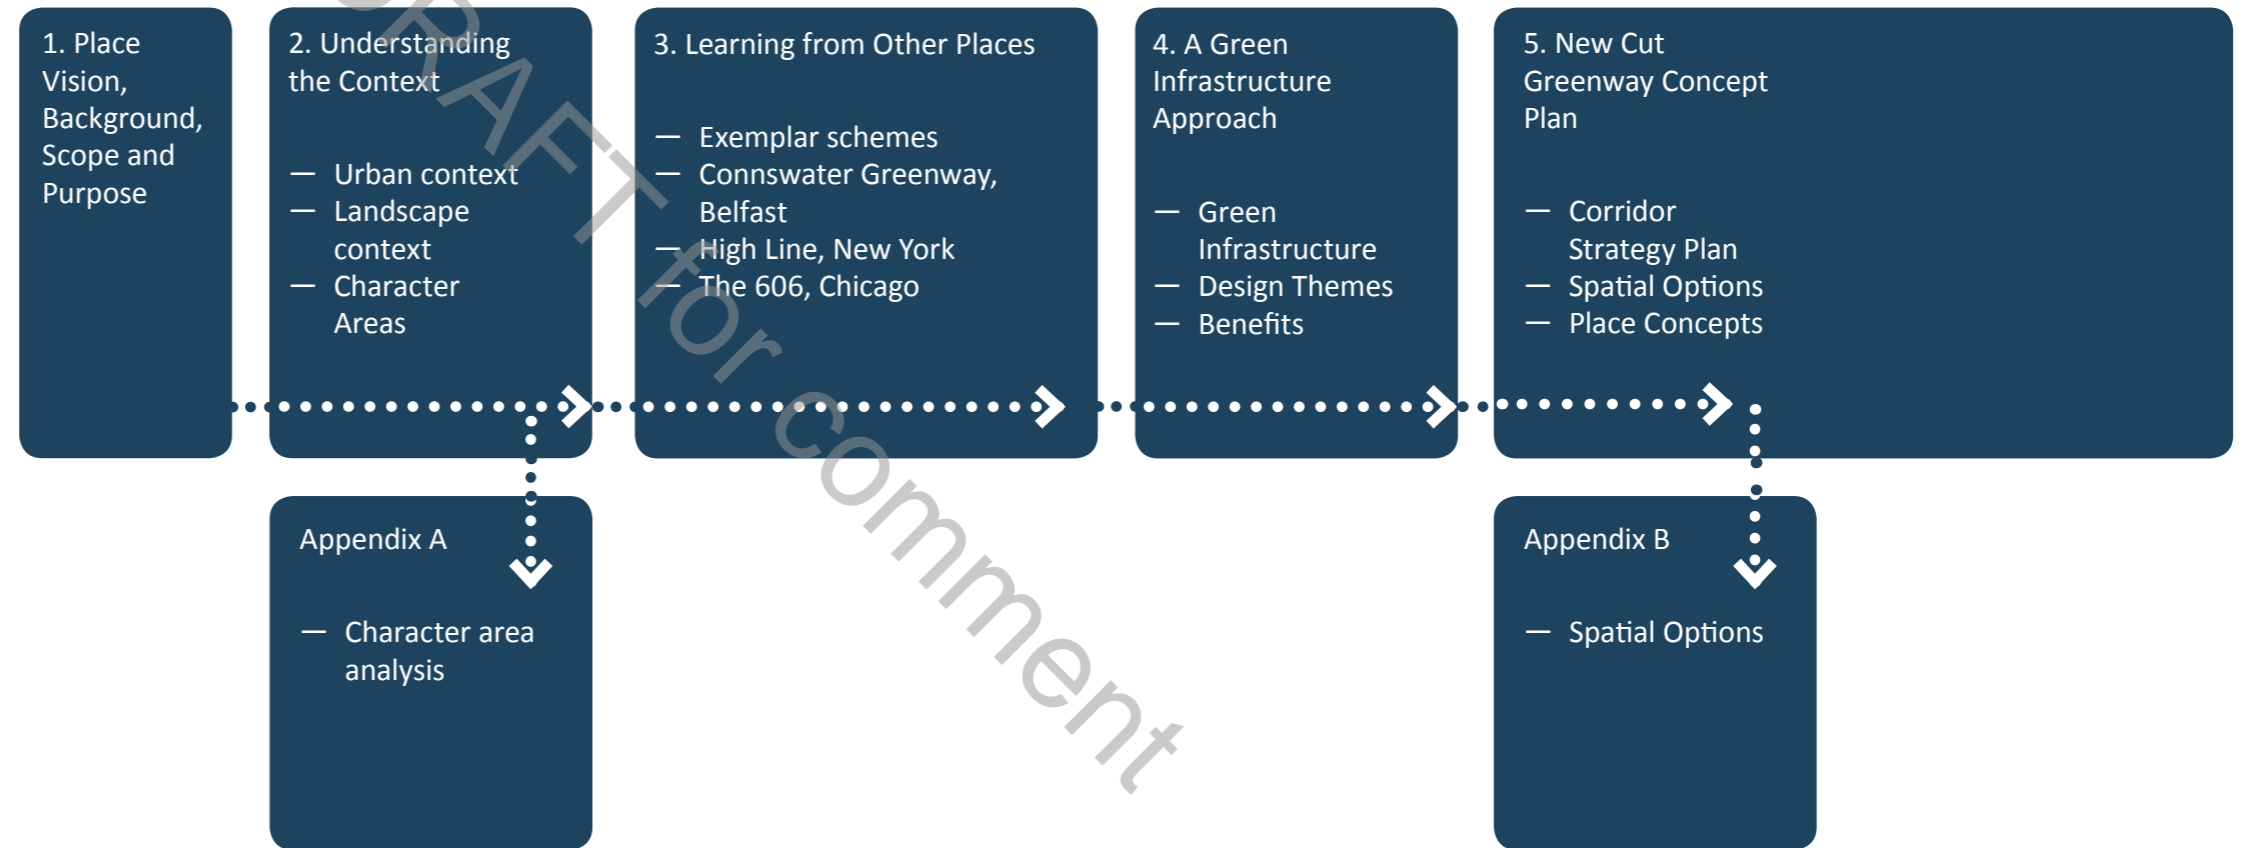 1. Place
Vision,
Background,
Scope and
Purpose
2. Understanding
the Context
— Urban context
— Landscape
context
— Character
Areas
3. Learning from Other Places
— Exemplar schemes
— Connswater Greenway,
Belfast
— High Line, New York
— The 606, Chicago
4. A Green
Infrastructure
Approach
— Green
Infrastructure
— Design Themes
— Benefits
5. New Cut
Greenway Concept
Plan
— Corridor
Strategy Plan
— Spatial Options
— Place Concepts
Appendix A
— Character area
analysis
Appendix B
— Spatial Options
DRAFT for comment